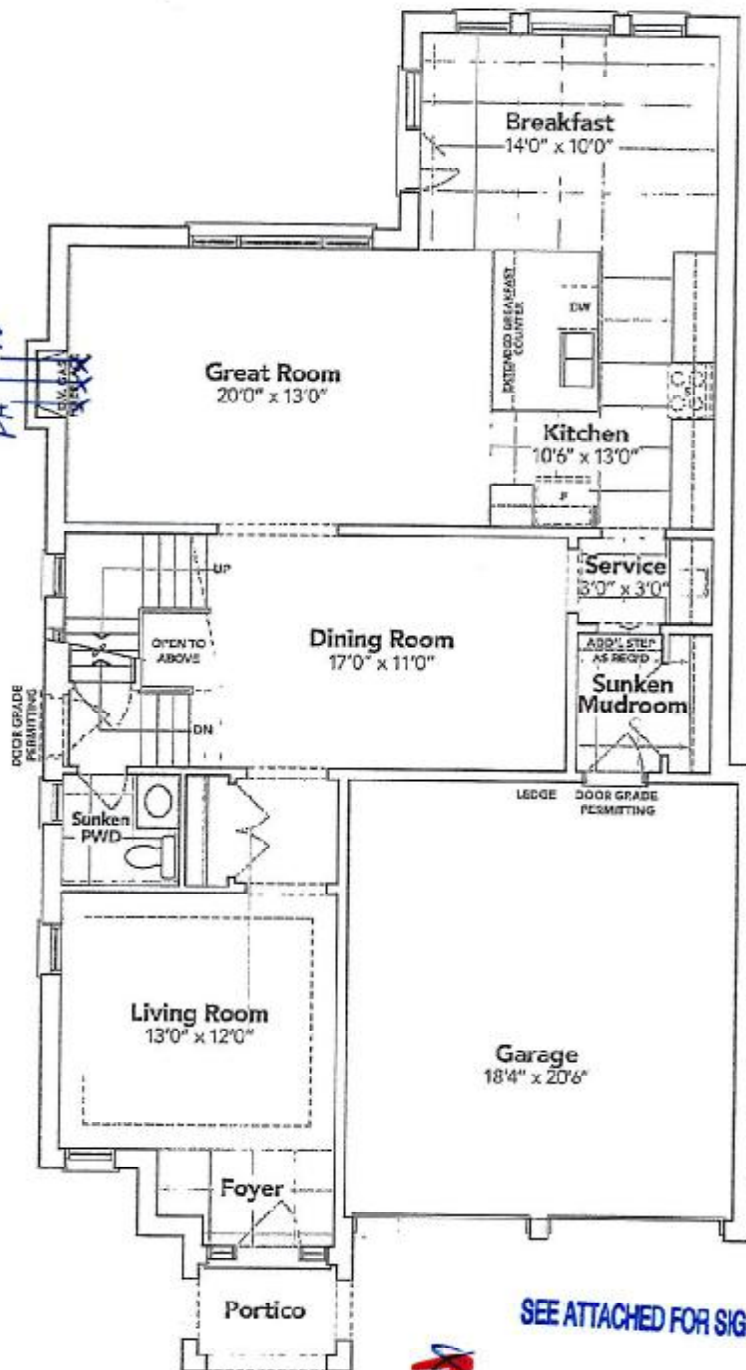 Breakfast
14'0" x 10'0"
EXTENDED BREAKFAST
COUNTER
DW
Great Room
20'0" x 13'0"
Kitchen
10'6" x 13'0"
F
UP
Service
3'0" x 3'0"
OPEN TO
ABOVE
Dining Room
17'0" x 11'0"
ADD'L STEP
AS REQ'D
Sunken
Mudroom
DN
DOOR GRADE
PERMITTING
LEDGE
DOOR GRADE
PERMITTING
Sunken
PWD
Living Room
13'0" x 12'0"
Garage
18'4" x 20'6"
Foyer
Portico
SEE ATTACHED FOR SIG